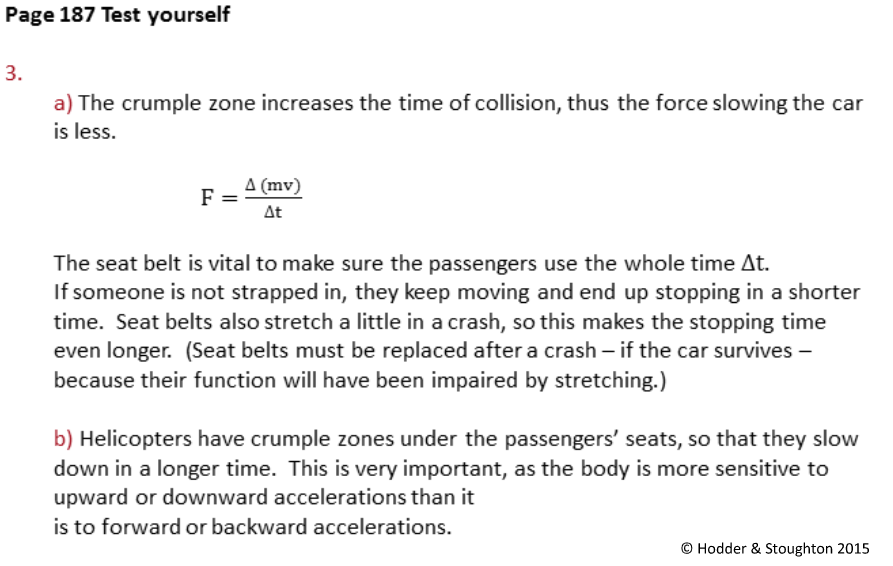 Page 187 Test yourself
3.
a) The crumple zone increases the time of collision, thus the force slowing the car
is less.
F = Δ (mv)
Δt
The seat belt is vital to make sure the passengers use the whole time Δt.
If someone is not strapped in, they keep moving and end up stopping in a shorter
time. Seat belts also stretch a little in a crash, so this makes the stopping time
even longer. (Seat belts must be replaced after a crash – if the car survives –
because their function will have been impaired by stretching.)
b) Helicopters have crumple zones under the passengers’ seats, so that they slow
down in a longer time. This is very important, as the body is more sensitive to
upward or downward accelerations than it
is to forward or backward accelerations.
© Hodder & Stoughton 2015